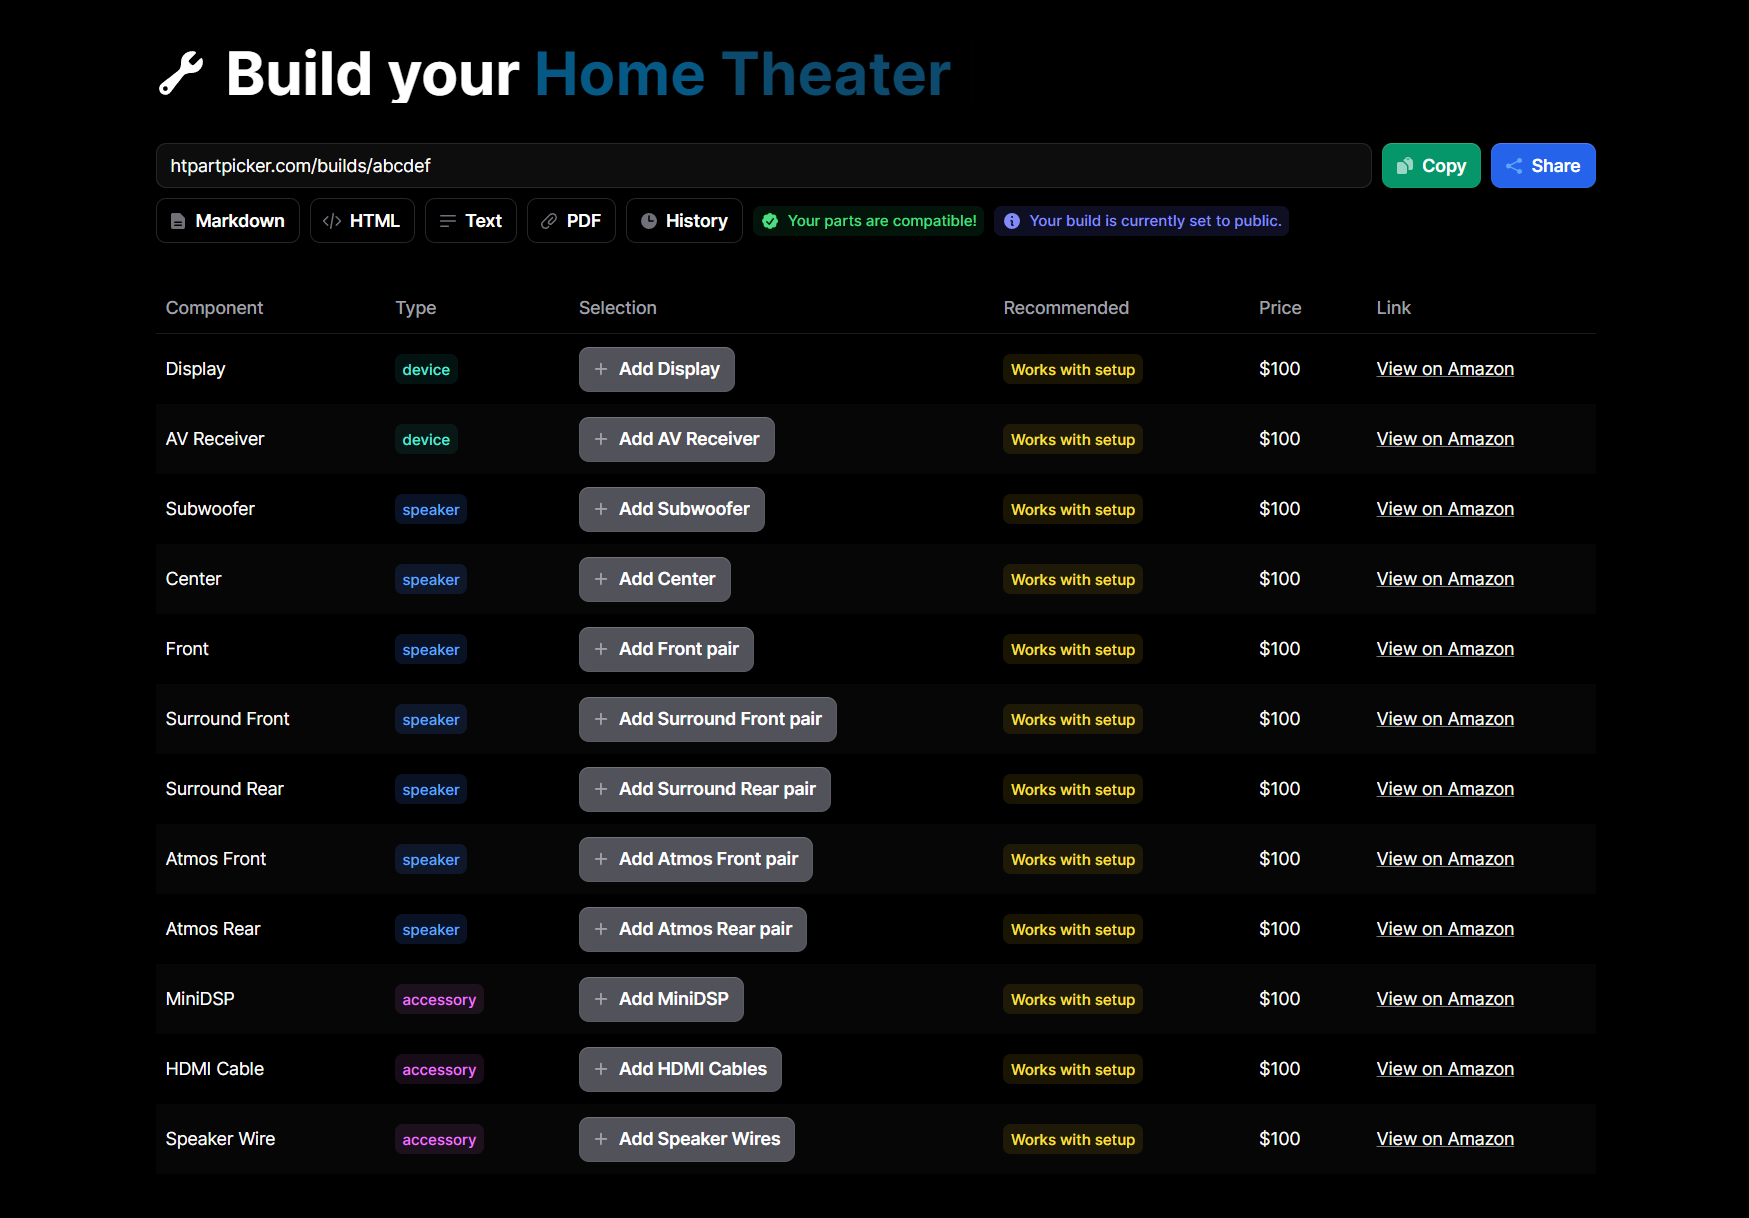 Build your Home Theater
htpartpicker.com/builds/abcdef Copy Share
Markdown HTML Text PDF History Your parts are compatible! Your build is currently set to public.
Component Type Selection Recommended Price Link
Display device Add Display Works with setup $100 View on Amazon
AV Receiver device Add AV Receiver Works with setup $100 View on Amazon
Subwoofer speaker Add Subwoofer Works with setup $100 View on Amazon
Center speaker Add Center Works with setup $100 View on Amazon
Front speaker Add Front pair Works with setup $100 View on Amazon
Surround Front speaker Add Surround Front pair Works with setup $100 View on Amazon
Surround Rear speaker Add Surround Rear pair Works with setup $100 View on Amazon
Atmos Front speaker Add Atmos Front pair Works with setup $100 View on Amazon
Atmos Rear speaker Add Atmos Rear pair Works with setup $100 View on Amazon
MiniDSP accessory Add MiniDSP Works with setup $100 View on Amazon
HDMI Cable accessory Add HDMI Cables Works with setup $100 View on Amazon
Speaker Wire accessory Add Speaker Wires Works with setup $100 View on Amazon